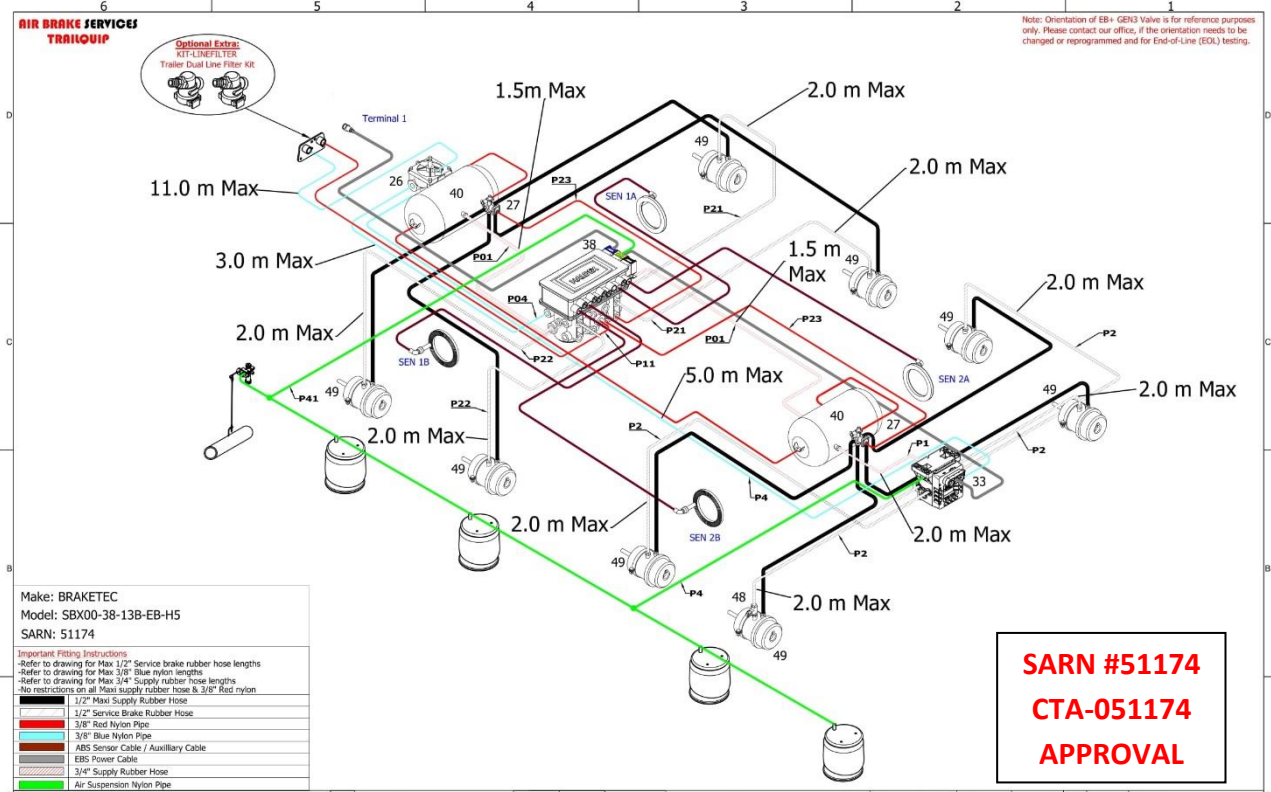 6 5 4 3 2 1
AIR BRAKE SERVICES
TRAILQUIP
Note: Orientation of EB+ GEN3 Valve is for reference purposes
only. Please contact our office, if the orientation needs to be
changed or reprogrammed and for End-of-Line (EOL) testing.
Optional Extra:
KIT-LINEFILTER
Trailer Dual Line Filter Kit
1.5m Max
2.0 m Max
D
D
Terminal 1
49
2.0 m Max
11.0 m Max
26
40
P23
SEN 1A
27
P21
3.0 m Max
P01
38
HALDEX
1.5 m
Max
49
2.0 m Max
P04
2.0 m Max
P21
P01
P23
49
P2
C
C
SEN 1B
P22
P11
5.0 m Max
SEN 2A
2.0 m Max
P41
49
P22
40
27
49
2.0 m Max
P2
P1
P2
49
P4
33
2.0 m Max
SEN 2B
2.0 m Max
P2
49
B
B
P4
48
2.0 m Max
49
Make: BRAKETEC
Model: SBX00-38-13B-EB-H5
SARN: 51174
Important Fitting Instructions
-Refer to drawing for Max 1/2" Service brake rubber hose lengths
-Refer to drawing for Max 3/8" Blue nylon lengths
-Refer to drawing for Max 3/4" Supply rubber hose lengths
-No restrictions on all Maxi supply rubber hose & 3/8" Red nylon
1/2" Maxi Supply Rubber Hose
1/2" Service Brake Rubber Hose
3/8" Red Nylon Pipe
3/8" Blue Nylon Pipe
ABS Sensor Cable / Auxilliary Cable
EBS Power Cable
3/4" Supply Rubber Hose
Air Suspension Nylon Pipe
SARN #51174
CTA-051174
APPROVAL